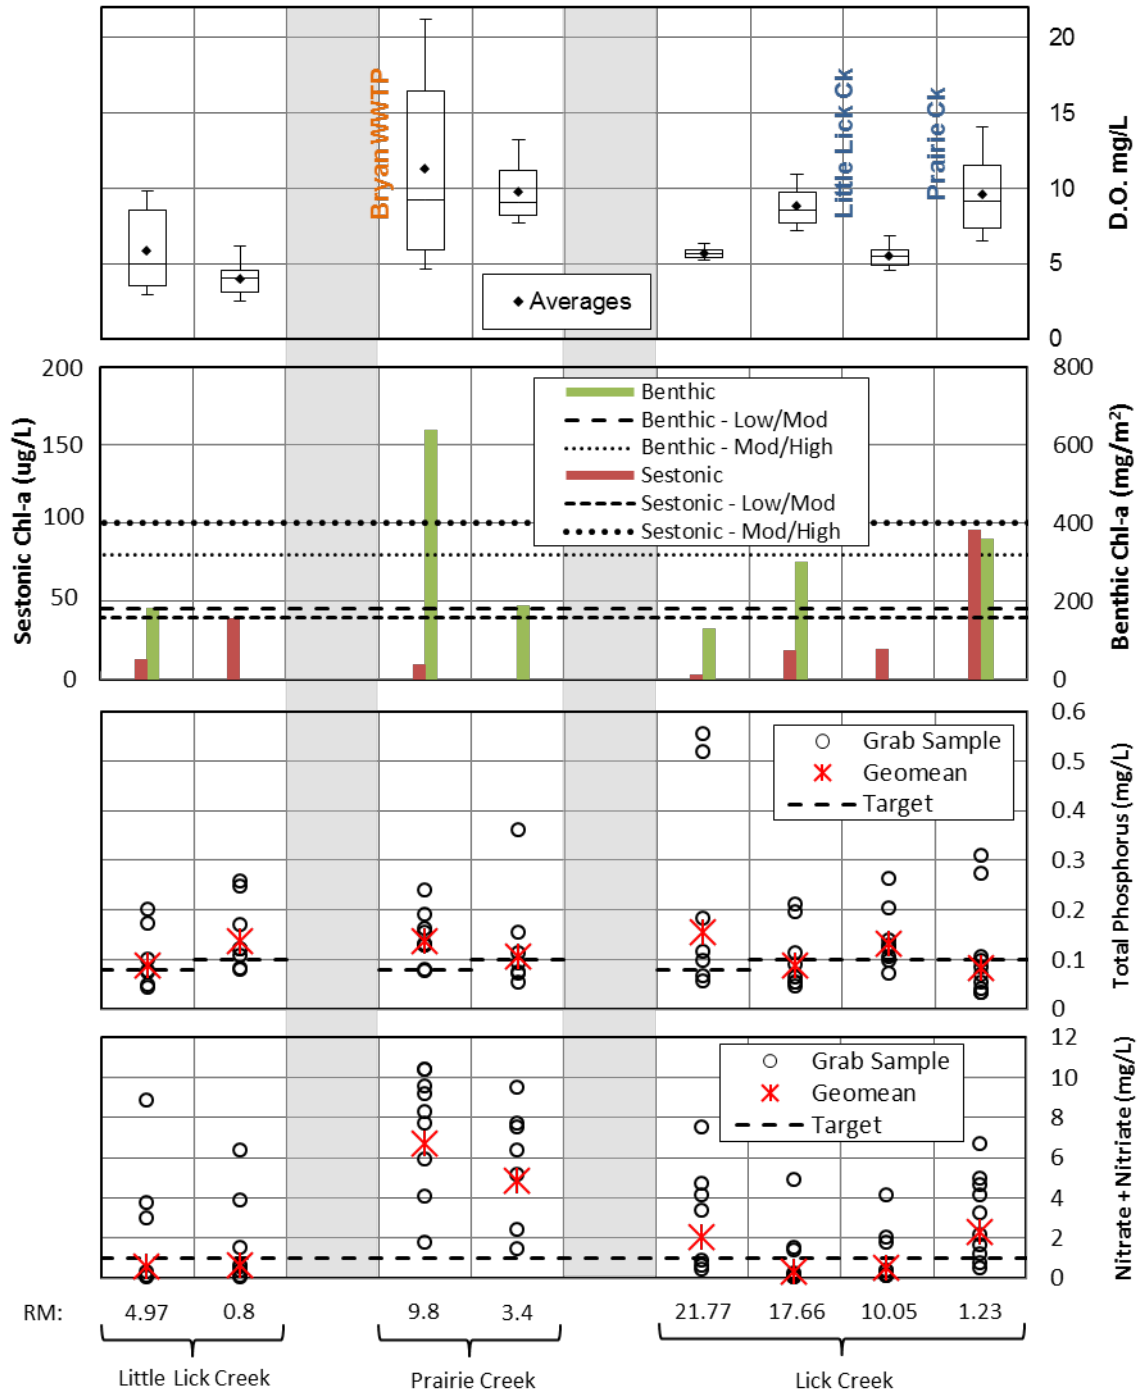 20
15
10
5
0
D.O. mg/L
Bryan WWTP
Little Lick Ck
Prairie Ck
Averages
200
150
100
50
0
Sestonic Chl-a (ug/L)
800
600
400
200
0
Benthic Chl-a (mg/m²)
Benthic
Benthic - Low/Mod
Benthic - Mod/High
Sestonic
Sestonic - Low/Mod
Sestonic - Mod/High
0.6
0.5
0.4
0.3
0.2
0.1
0
Total Phosphorus (mg/L)
Grab Sample
Geomean
Target
12
10
8
6
4
2
0
Nitrate + Nitriate (mg/L)
Grab Sample
Geomean
Target
RM: 4.97 0.8 9.8 3.4 21.77 17.66 10.05 1.23
Little Lick Creek Prairie Creek Lick Creek